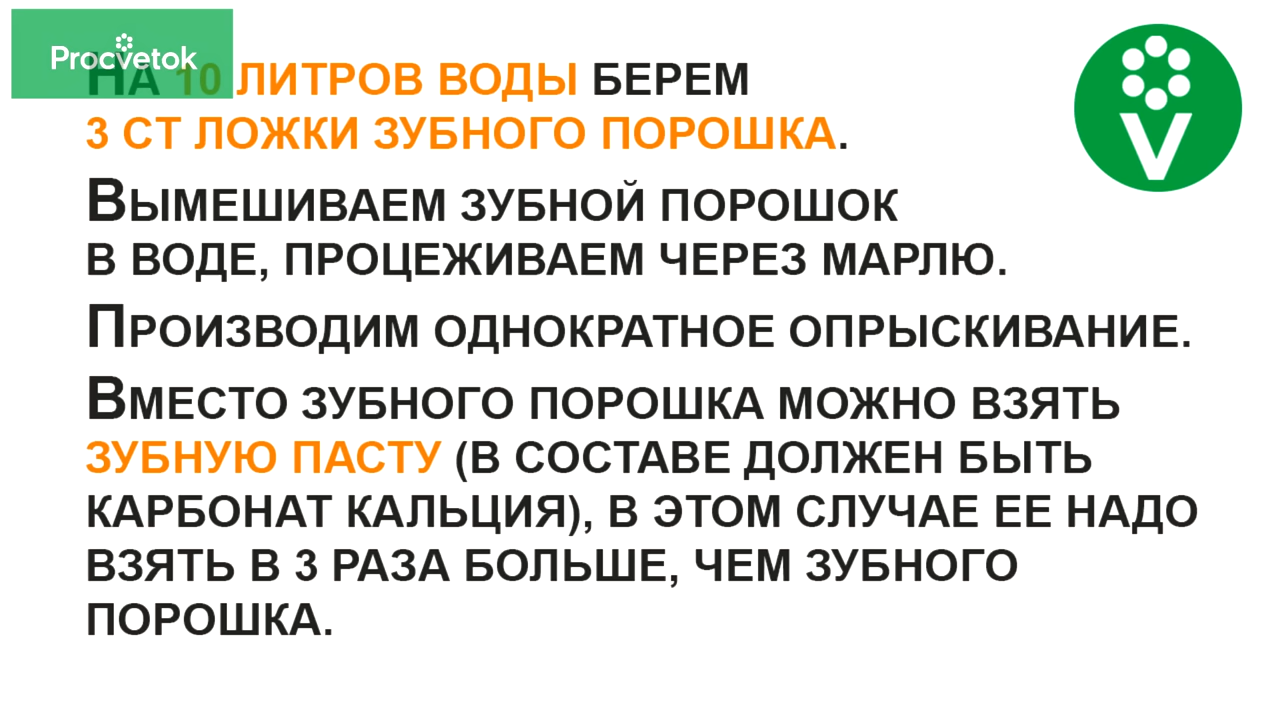 Procvetok
НА 10 ЛИТРОВ ВОДЫ БЕРЕМ
3 СТ ЛОЖКИ ЗУБНОГО ПОРОШКА.
ВЫМЕШИВАЕМ ЗУБНОЙ ПОРОШОК
В ВОДЕ, ПРОЦЕЖИВАЕМ ЧЕРЕЗ МАРЛЮ.
ПРОИЗВОДИМ ОДНОКРАТНОЕ ОПРЫСКИВАНИЕ.
ВМЕСТО ЗУБНОГО ПОРОШКА МОЖНО ВЗЯТЬ
ЗУБНУЮ ПАСТУ (В СОСТАВЕ ДОЛЖЕН БЫТЬ
КАРБОНАТ КАЛЬЦИЯ), В ЭТОМ СЛУЧАЕ ЕЕ НАДО
ВЗЯТЬ В 3 РАЗА БОЛЬШЕ, ЧЕМ ЗУБНОГО
ПОРОШКА.